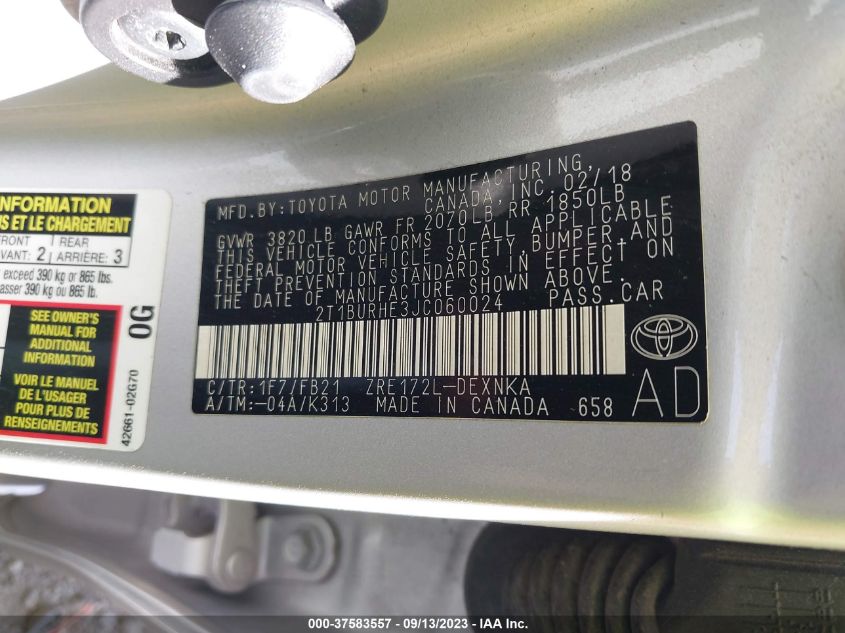 INFORMATION
US ET LE CHARGEMENT
FRONT REAR
AVANT: 2 ARRIÈRE: 3
exceed 390 kg or 865 lbs.
passer 390 kg ou 865 lb.
SEE OWNER'S
MANUAL FOR
ADDITIONAL
INFORMATION
VOIR LE MANUEL
DE
POUR PLUS DE
RENSEIGNEMENTS
0G
42661-02G70
MFD. BY: TOYOTA MOTOR MANUFACTURING,
CANADA, INC. 02/18
GVWR 3820 LB GAWR FR 2070LB RR 1850LB
THIS VEHICLE CONFORMS TO ALL APPLICABLE
FEDERAL MOTOR VEHICLE SAFETY, BUMPER AND
THEFT PREVENTION STANDARDS IN EFFECT ON
THE DATE OF MANUFACTURE SHOWN ABOVE.
2T1BURHE3JC060024 PASS.CAR
C/TR:1F7/FB21 ZRE172L-DEXNKA
A/TM:-04A/K313 MADE IN CANADA 658
AD
000-37583557 - 09/13/2023 - IAA Inc.